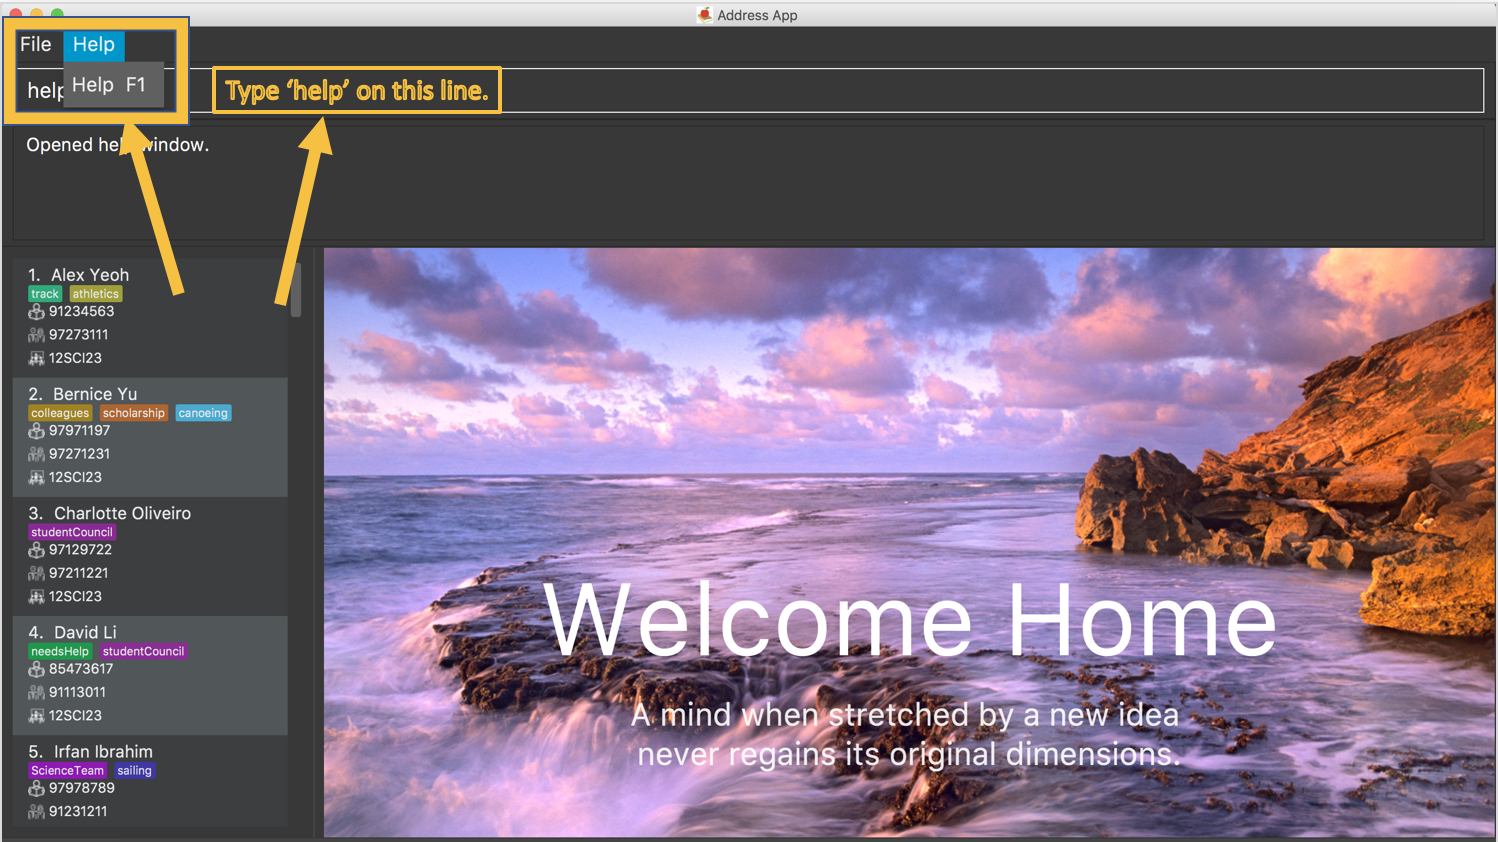 Address App
File Help
Help F1
help
Type ‘help’ on this line.
Opened help window.
1. Alex Yeoh
track athletics
91234563
97273111
12SCI23
2. Bernice Yu
colleagues scholarship canoeing
97971197
97271231
12SCI23
3. Charlotte Oliveiro
studentCouncil
97129722
97211221
12SCI23
4. David Li
needsHelp studentCouncil
85473617
91113011
12SCI23
5. Irfan Ibrahim
ScienceTeam sailing
97978789
91231211
Welcome Home
A mind when stretched by a new idea
never regains its original dimensions.